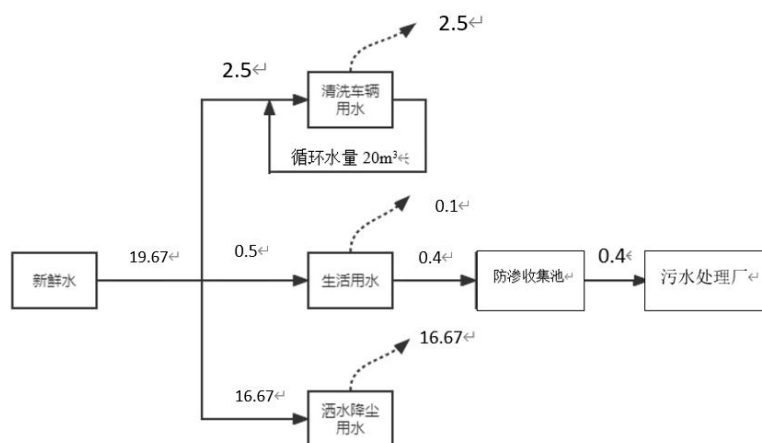 2.5↵
2.5↵
清洗车辆
用水
循环水量 20m³↵
0.1↵
新鲜水
19.67↵
0.5↵
生活用水
0.4↵
防渗收集池↵
0.4↵
污水处理厂↵
16.67↵
16.67↵
洒水降尘
用水